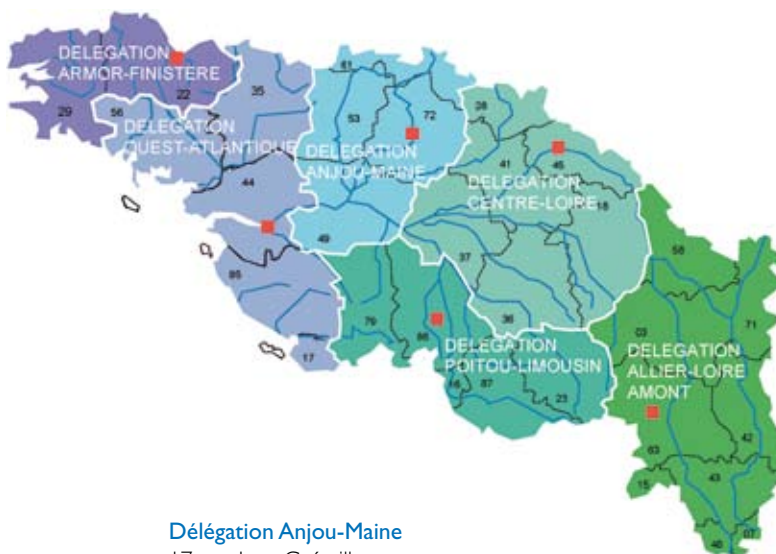 DELEGATION
ARMOR-FINISTERE
29
22
56
35
DELEGATION
OUEST-ATLANTIQUE
44
85
17
61
53
72
DELEGATION
ANJOU-MAINE
49
28
41
45
18
DELEGATION
CENTRE-LOIRE
37
36
79
86
DELEGATION
POITOU-LIMOUSIN
16
87
23
58
03
71
DELEGATION
ALLIER-LOIRE
AMONT
63
42
15
43
48
07
Délégation Anjou-Maine